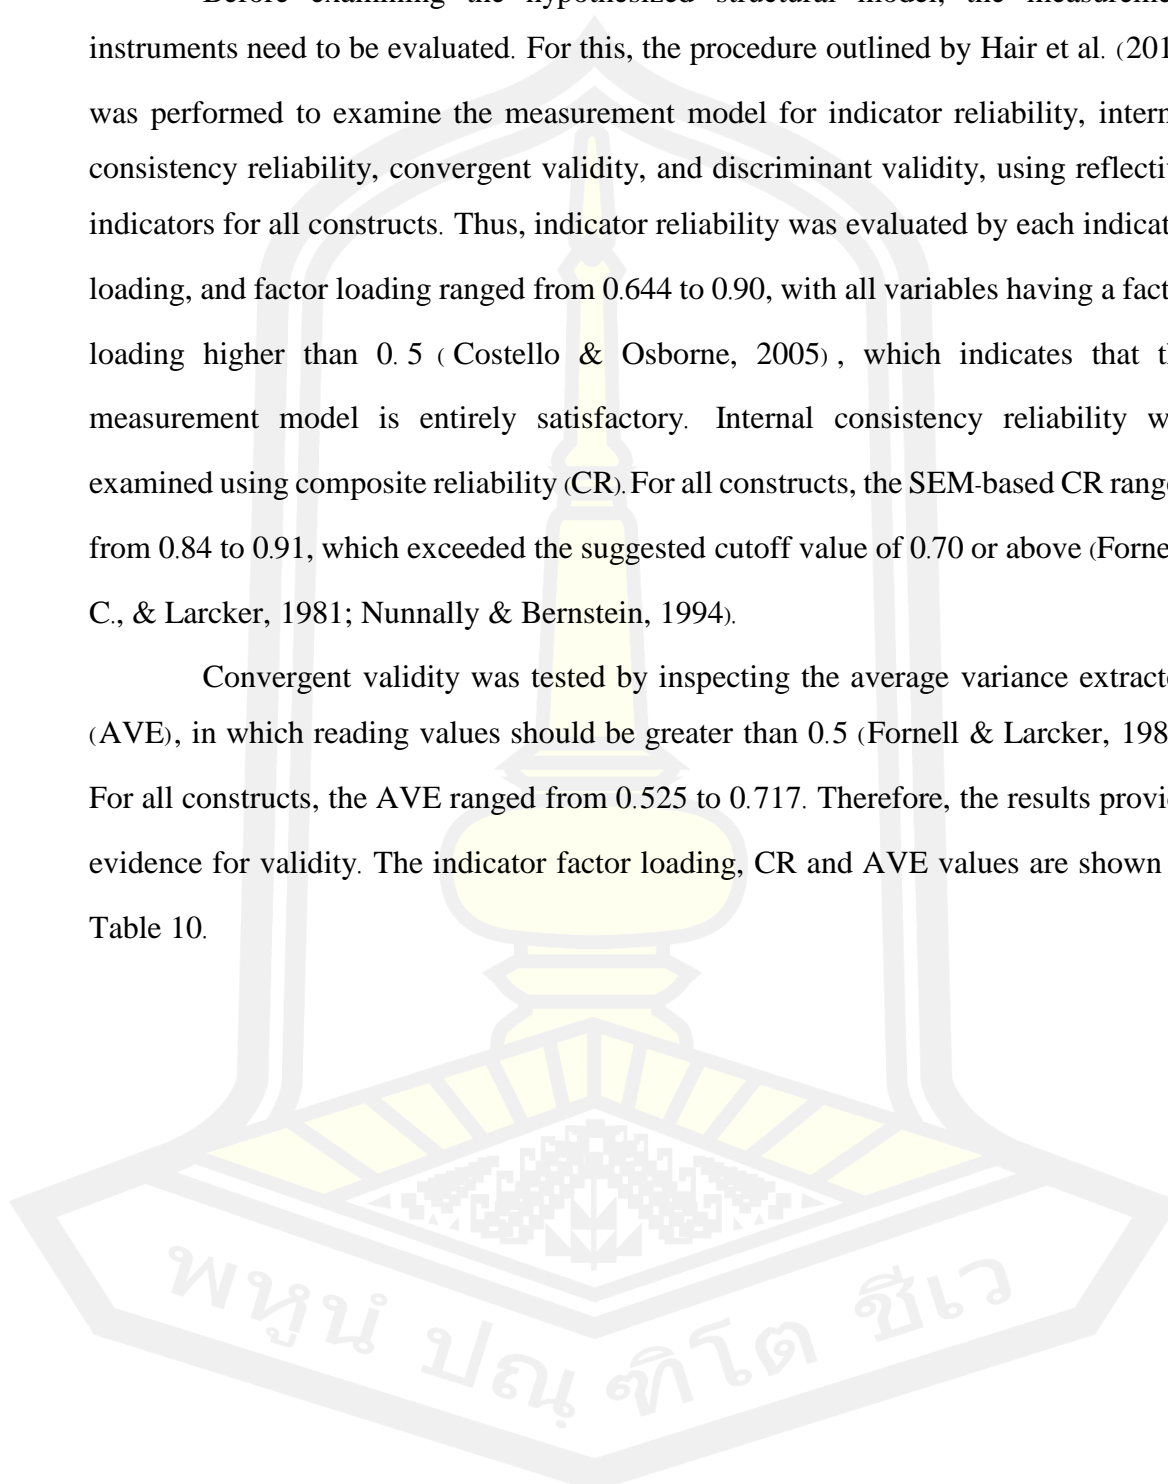 Before examining the hypothesized structural model, the
instruments need to be evaluated. For this, the procedure outlined by Hair et al. (201
was performed to examine the measurement model for indicator reliability, intern
consistency reliability, convergent validity, and discriminant validity, using reflecti
indicators for all constructs. Thus, indicator reliability was evaluated by each indicat
loading, and factor loading ranged from 0.644 to 0.90, with all variables having a fact
loading higher than 0. 5 ( Costello & Osborne, 2005) , which indicates that t
measurement model is entirely satisfactory. Internal consistency reliability w
examined using composite reliability (CR). For all constructs, the SEM-based CR range
from 0.84 to 0.91, which exceeded the suggested cutoff value of 0.70 or above (Forne
C., & Larcker, 1981; Nunnally & Bernstein, 1994).
Convergent validity was tested by inspecting the average variance extract
(AVE), in which reading values should be greater than 0.5 (Fornell & Larcker, 198
For all constructs, the AVE ranged from 0.525 to 0.717. Therefore, the results provi
evidence for validity. The indicator factor loading, CR and AVE values are shown
Table 10.
พหูนํ ปณฺฑิโต ชีเว